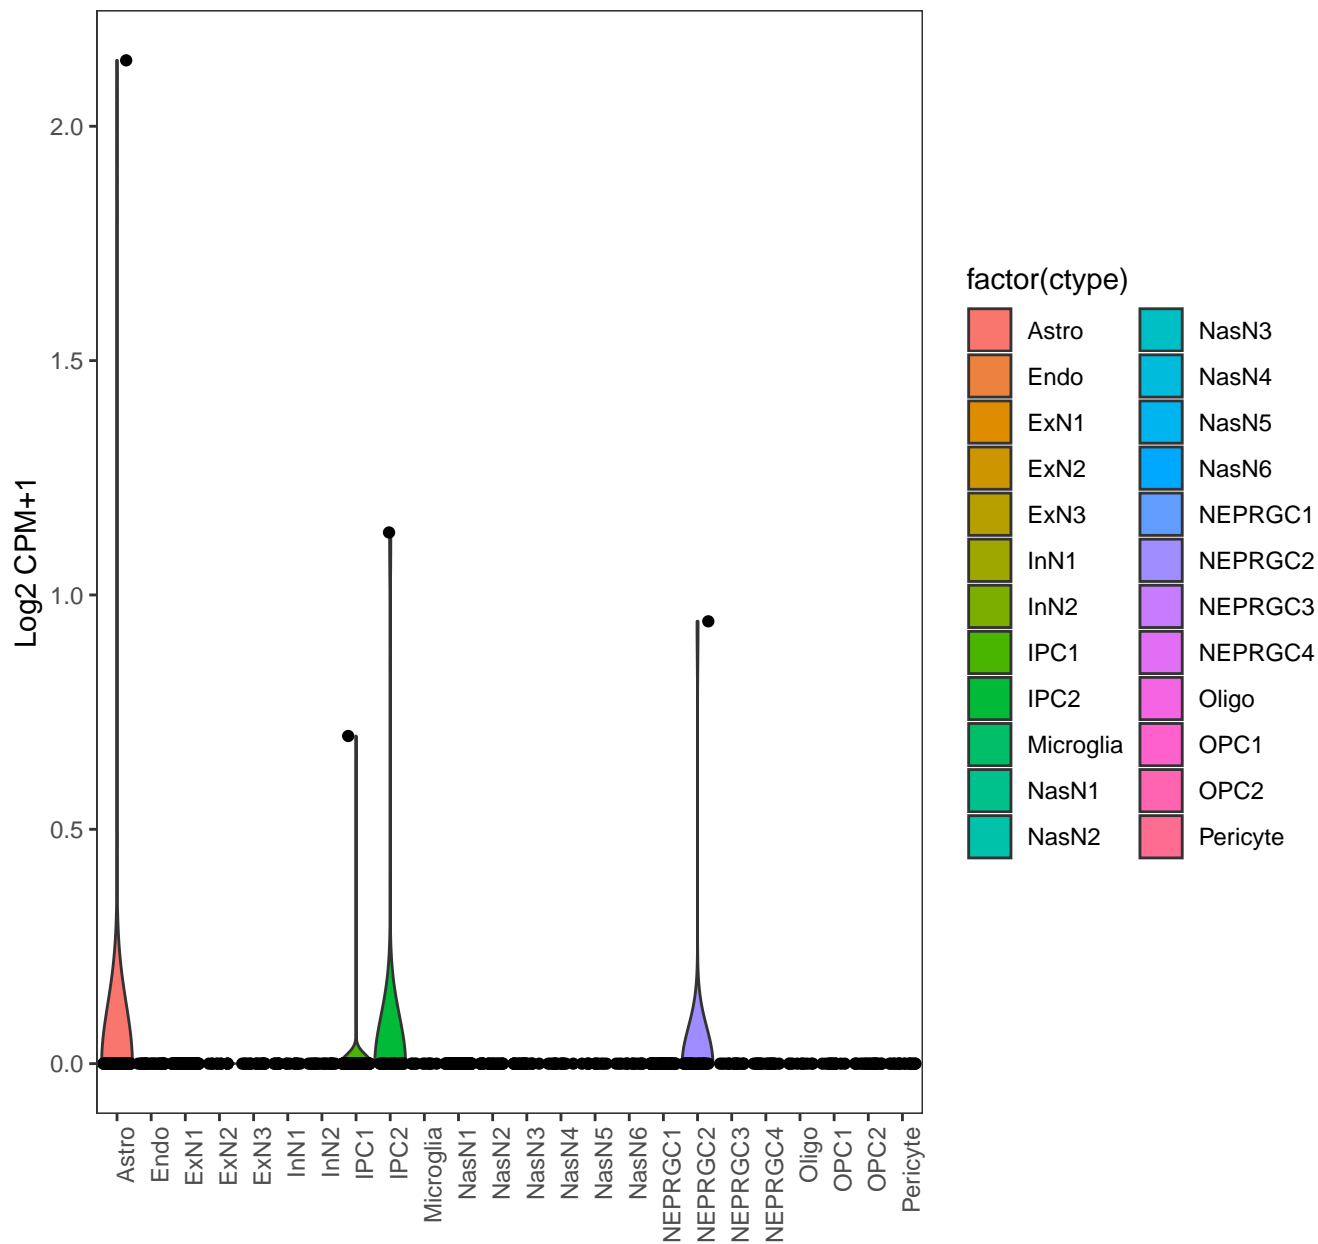 Log2 CPM+1
2.0
1.5
1.0
0.5
0.0
Astro
Endo
ExN1
ExN2
ExN3
InN1
InN2
IPC1
IPC2
Microglia
NasN1
NasN2
NasN3
NasN4
NasN5
NasN6
NEPRGC1
NEPRGC2
NEPRGC3
NEPRGC4
Oligo
OPC1
OPC2
Pericyte
factor(ctype)
Astro
Endo
ExN1
ExN2
ExN3
InN1
InN2
IPC1
IPC2
Microglia
NasN1
NasN2
NasN3
NasN4
NasN5
NasN6
NEPRGC1
NEPRGC2
NEPRGC3
NEPRGC4
Oligo
OPC1
OPC2
Pericyte